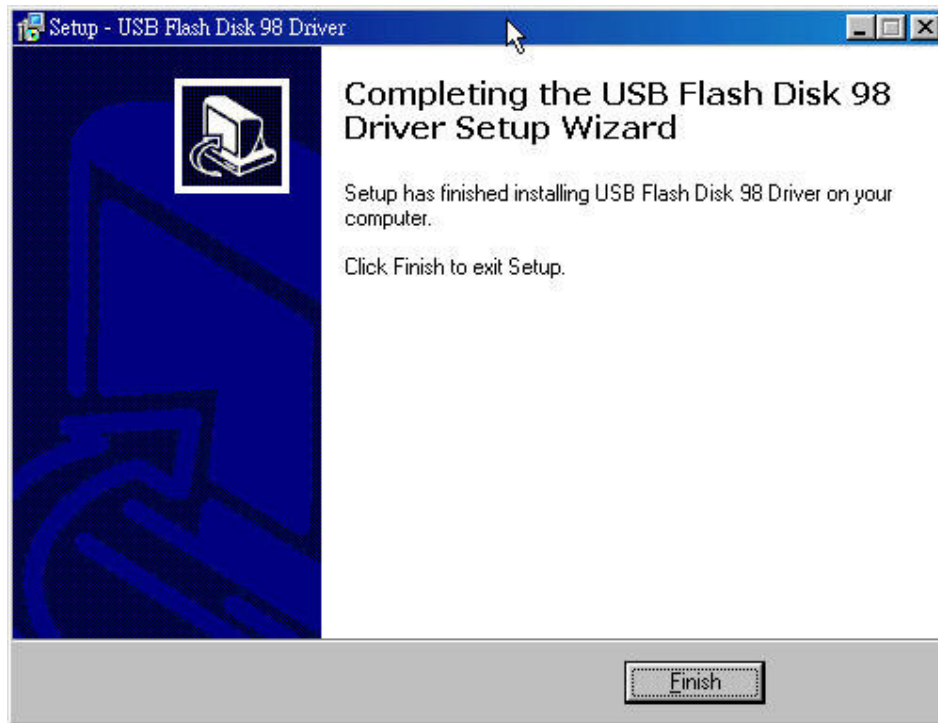 Setup - USB Flash Disk 98 Driver
Completing the USB Flash Disk 98
Driver Setup Wizard
Setup has finished installing USB Flash Disk 98 Driver on your
computer.
Click Finish to exit Setup.
Finish